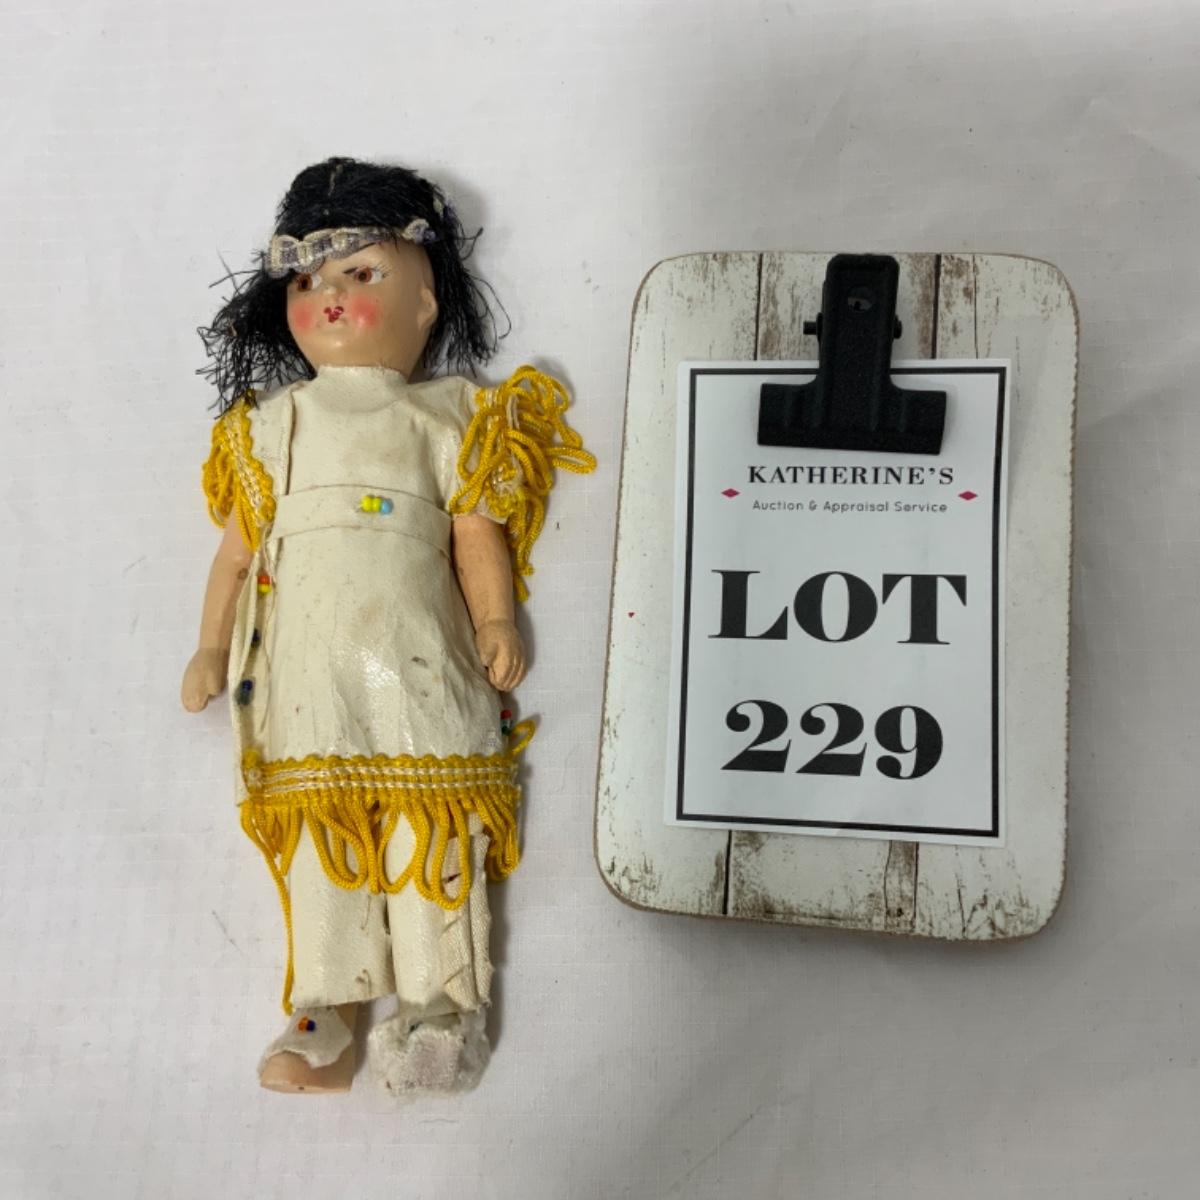 KATHERINE'S
Auction & Appraisal Service
LOT
229